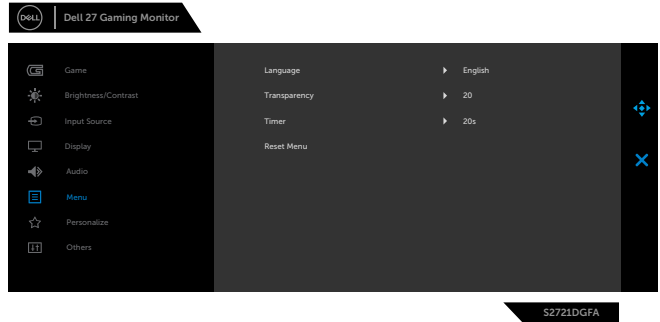 DELL
Dell 27 Gaming Monitor
Game
Language English
Brightness/Contrast
Transparency 20
Input Source
Timer 20s
Display
Reset Menu
Audio
Menu
Personalize
Others
S2721DGFA